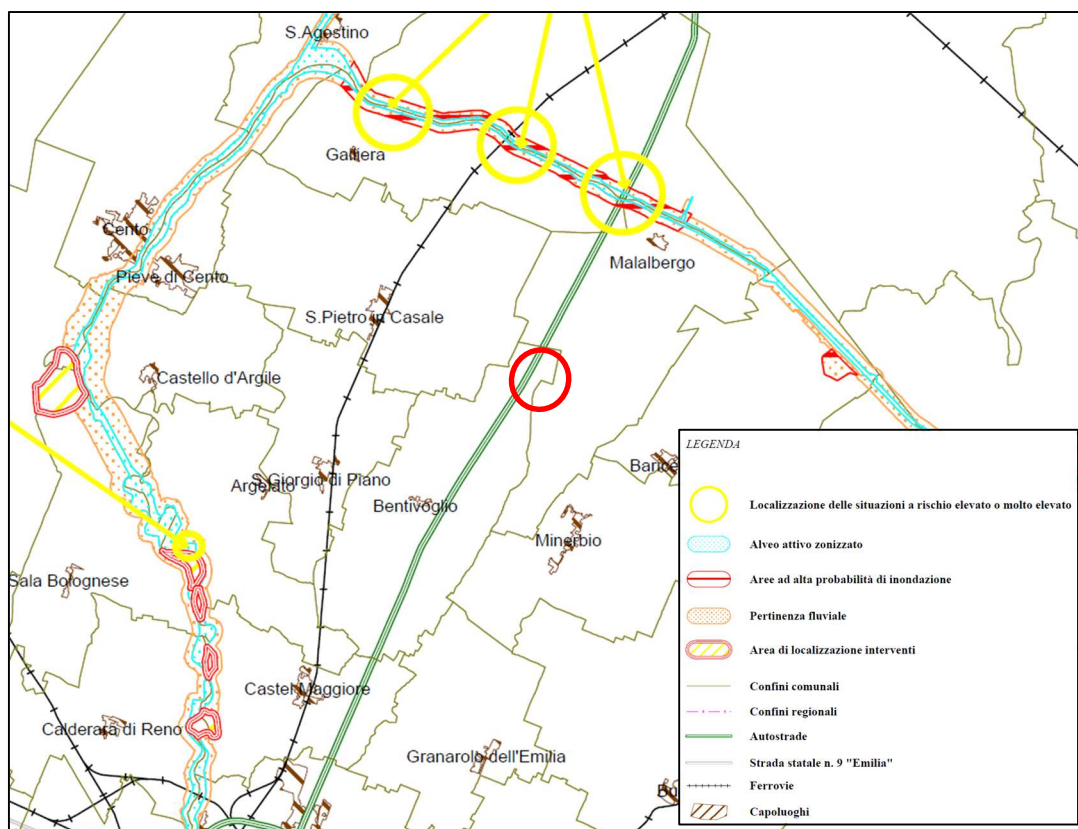 S.Agostino
Galliera
Cento
Pieve di Cento
Malalbergo
S.Pietro in Casale
Castello d'Argile
S.Giorgio di Piano
Argelato
Bentivoglio
Barice
Minerbio
Sala Bolognese
Castel Maggiore
Calderara di Reno
Granarolo dell'Emilia
Bu
LEGENDA
Localizzazione delle situazioni a rischio elevato o molto elevato
Alveo attivo zonizzato
Aree ad alta probabilità di inondazione
Pertinenza fluviale
Area di localizzazione interventi
Confini comunali
Confini regionali
Autostrade
Strada statale n. 9 "Emilia"
Ferrovie
Capoluoghi